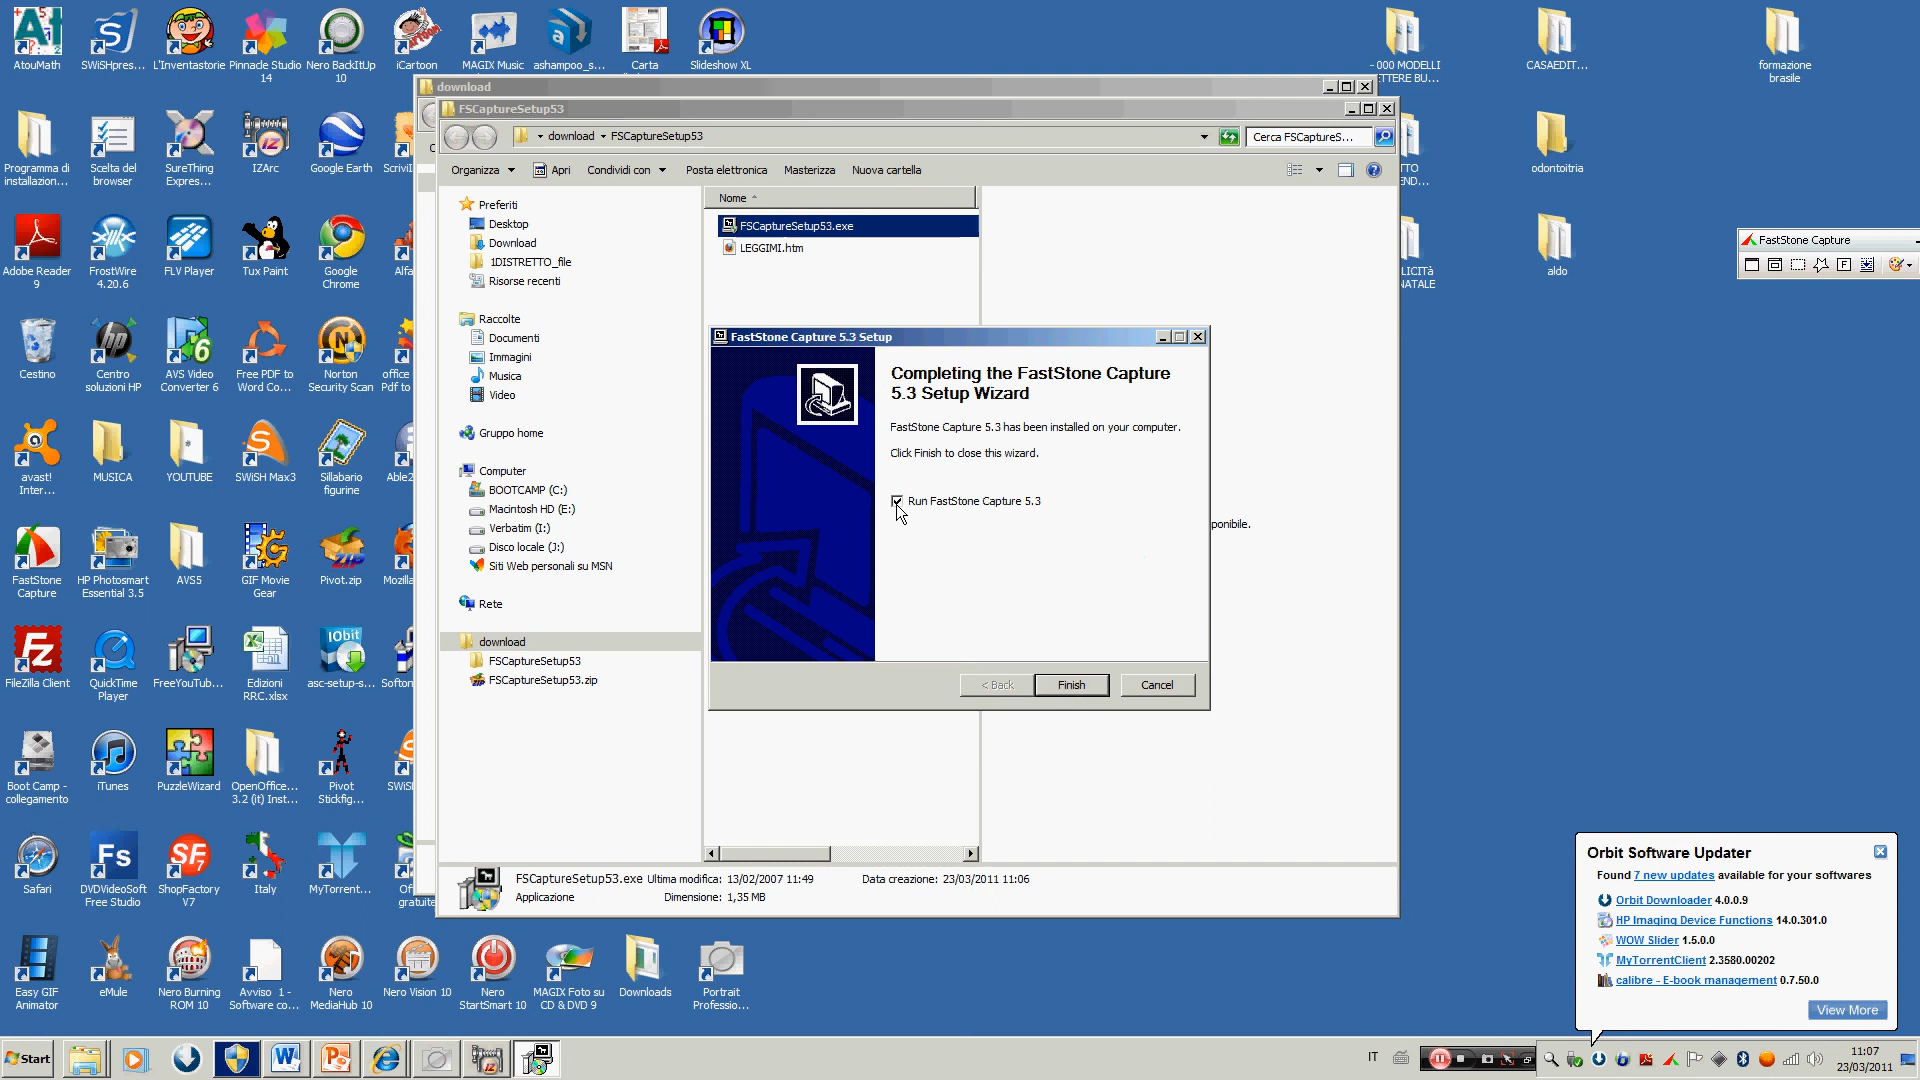 AtouMath
SWiSHpres...
L'Inventastorie
Pinnacle Studio
14
Nero BackItUp
10
iCartoon
MAGIX Music
ashampoo_s...
Carta
Slideshow XL
- 000 MODELLI
ETTERE BU...
CASAEDIT...
formazione
brasile
Programma di
installazion...
Scelta del
browser
SureThing
Expres...
IZArc
Google Earth
odontoitria
Adobe Reader
9
FrostWire
4.20.6
FLV Player
Tux Paint
Google
Chrome
LICITà
NATALE
aldo
Cestino
Centro
soluzioni HP
AVS Video
Converter 6
Free PDF to
Word Co...
Norton
Security Scan
office
Pdf to
avast!
Inter...
MUSICA
YOUTUBE
SWiSH Max3
Sillabario
figurine
Able2
FastStone
Capture
HP Photosmart
Essential 3.5
AVS5
GIF Movie
Gear
Pivot.zip
Mozilla
FileZilla Client
QuickTime
Player
FreeYouTub...
Edizioni
RRC.xlsx
asc-setup-s...
Softon
Boot Camp -
collegamento
iTunes
PuzzleWizard
OpenOffice...
3.2 (it) Inst...
Pivot
Stickfig...
SWiSH
Safari
DVDVideoSoft
Free Studio
ShopFactory
V7
Italy
MyTorrent...
gratuite
Easy GIF
Animator
eMule
Nero Burning
ROM 10
Avviso 1 -
Software co...
Nero
MediaHub 10
Nero Vision 10
Nero
StartSmart 10
MAGIX Foto su
CD & DVD 9
Downloads
Portrait
Professio...
download
FSCaptureSetup53
download
FSCaptureSetup53
Cerca FSCaptureS...
Organizza
Apri
Condividi con
Posta elettronica
Masterizza
Nuova cartella
Preferiti
Desktop
Download
1DISTRETTO_file
Risorse recenti
Raccolte
Documenti
Immagini
Musica
Video
Gruppo home
Computer
BOOTCAMP (C:)
Macintosh HD (E:)
Verbatim (I:)
Disco locale (J:)
Siti Web personali su MSN
Rete
download
FSCaptureSetup53
FSCaptureSetup53.zip
Nome
FSCaptureSetup53.exe
LEGGIMI.htm
ponibile.
FastStone Capture 5.3 Setup
Completing the FastStone Capture
5.3 Setup Wizard
FastStone Capture 5.3 has been installed on your computer.
Click Finish to close this wizard.
Run FastStone Capture 5.3
< Back
Finish
Cancel
FSCaptureSetup53.exe Ultima modifica: 13/02/2007 11:49
Data creazione: 23/03/2011 11:06
Applicazione
Dimensione: 1,35 MB
FastStone Capture
Orbit Software Updater
Found 7 new updates available for your softwares
Orbit Downloader 4.0.0.9
HP Imaging Device Functions 14.0.301.0
WOW Slider 1.5.0.0
MyTorrentClient 2.3580.00202
calibre - E-book management 0.7.50.0
View More
Start
IT
11:07
23/03/2011